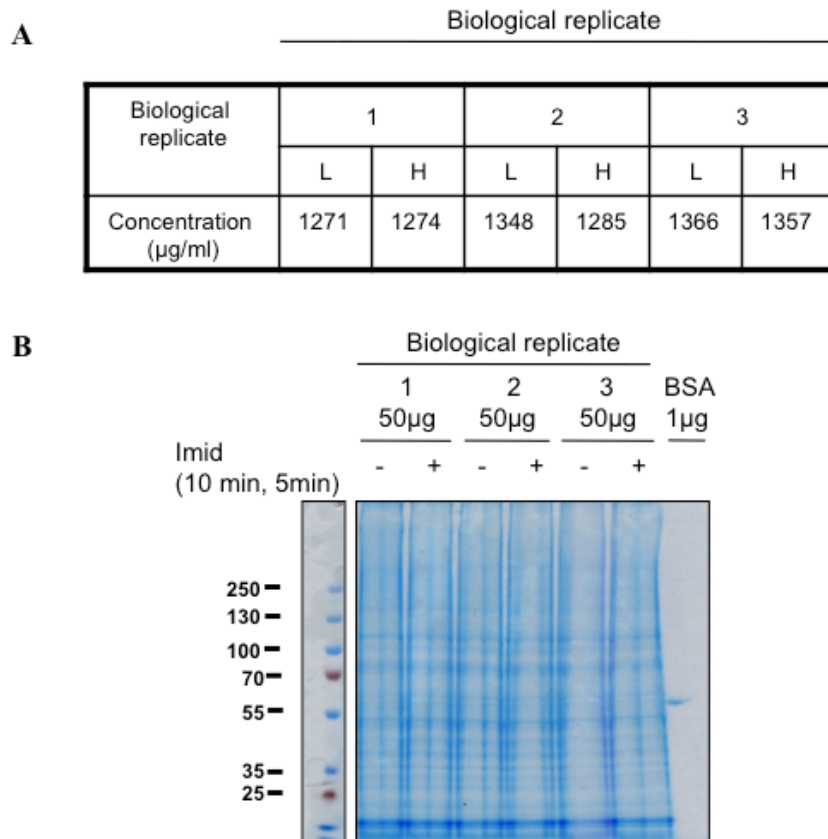 A
Biological replicate
Biological replicate 1 2 3
L H L H L H
Concentration (µg/ml) 1271 1274 1348 1285 1366 1357
B
Biological replicate
1 2 3 BSA
50µg 50µg 50µg 1µg
Imid (10 min, 5min) - + - + - +
250
130
100
70
55
35
25